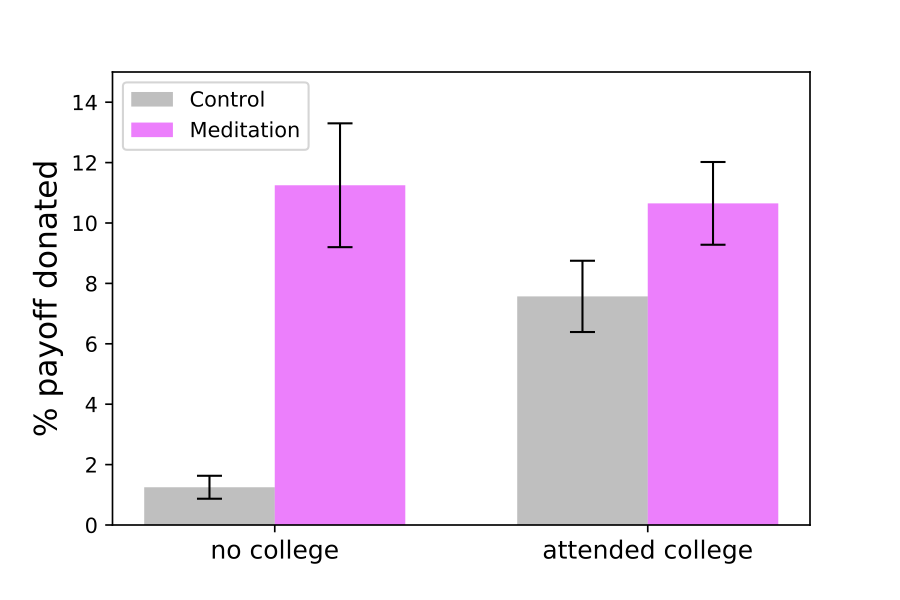 Control
Meditation
% payoff donated
14
12
10
8
6
4
2
0
no college
attended college